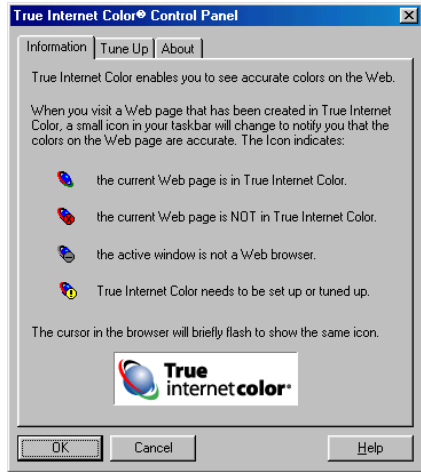 True Internet Color® Control Panel
Information Tune Up About
True Internet Color enables you to see accurate colors on the Web.
When you visit a Web page that has been created in True Internet
Color, a small icon in your taskbar will change to notify you that the
colors on the Web page are accurate. The Icon indicates:
the current Web page is in True Internet Color.
the current Web page is NOT in True Internet Color.
the active window is not a Web browser.
True Internet Color needs to be set up or tuned up.
The cursor in the browser will briefly flash to show the same icon.
True
internetcolor
OK Cancel Help